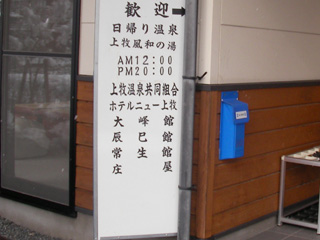 歓迎
日帰り温泉
上牧風和の湯
AM12:00
PM20:00
上牧温泉共同組合
ホテルニュー上牧
大峰館
辰巳館
常生館
庄屋